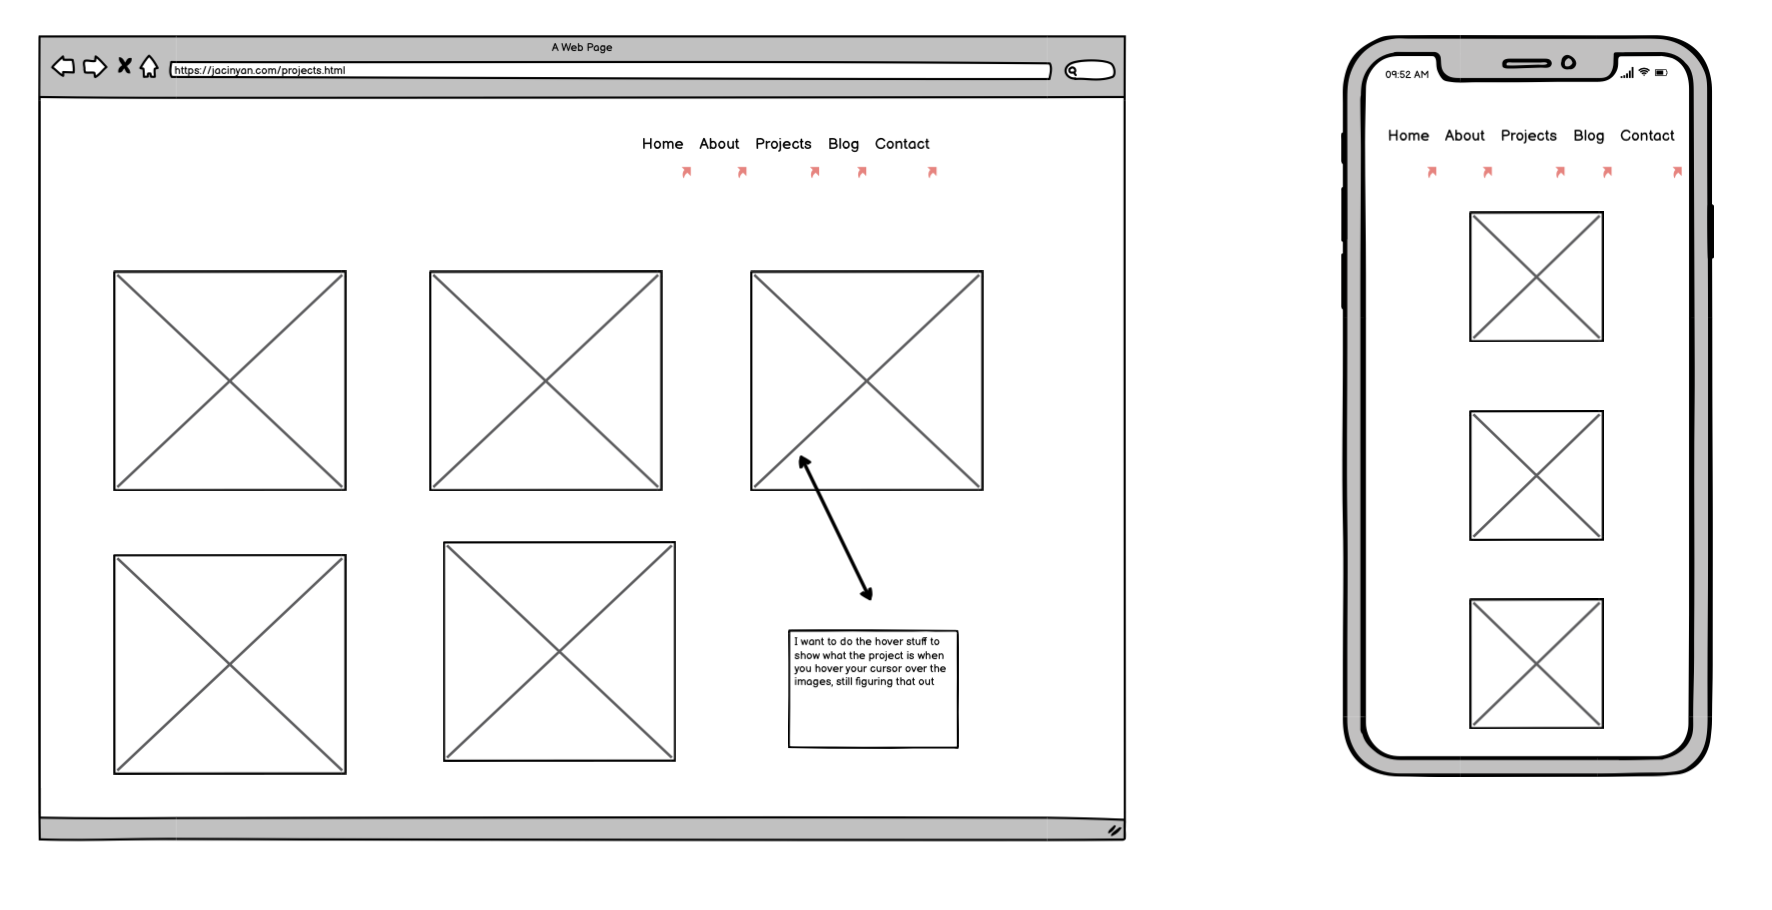 A Web Page
https://jacinyan.com/projects.html
Home About Projects Blog Contact
I want to do the hover stuff to
show what the project is when
you hover your cursor over the
images, still figuring that out
09:52 AM
Home About Projects Blog Contact